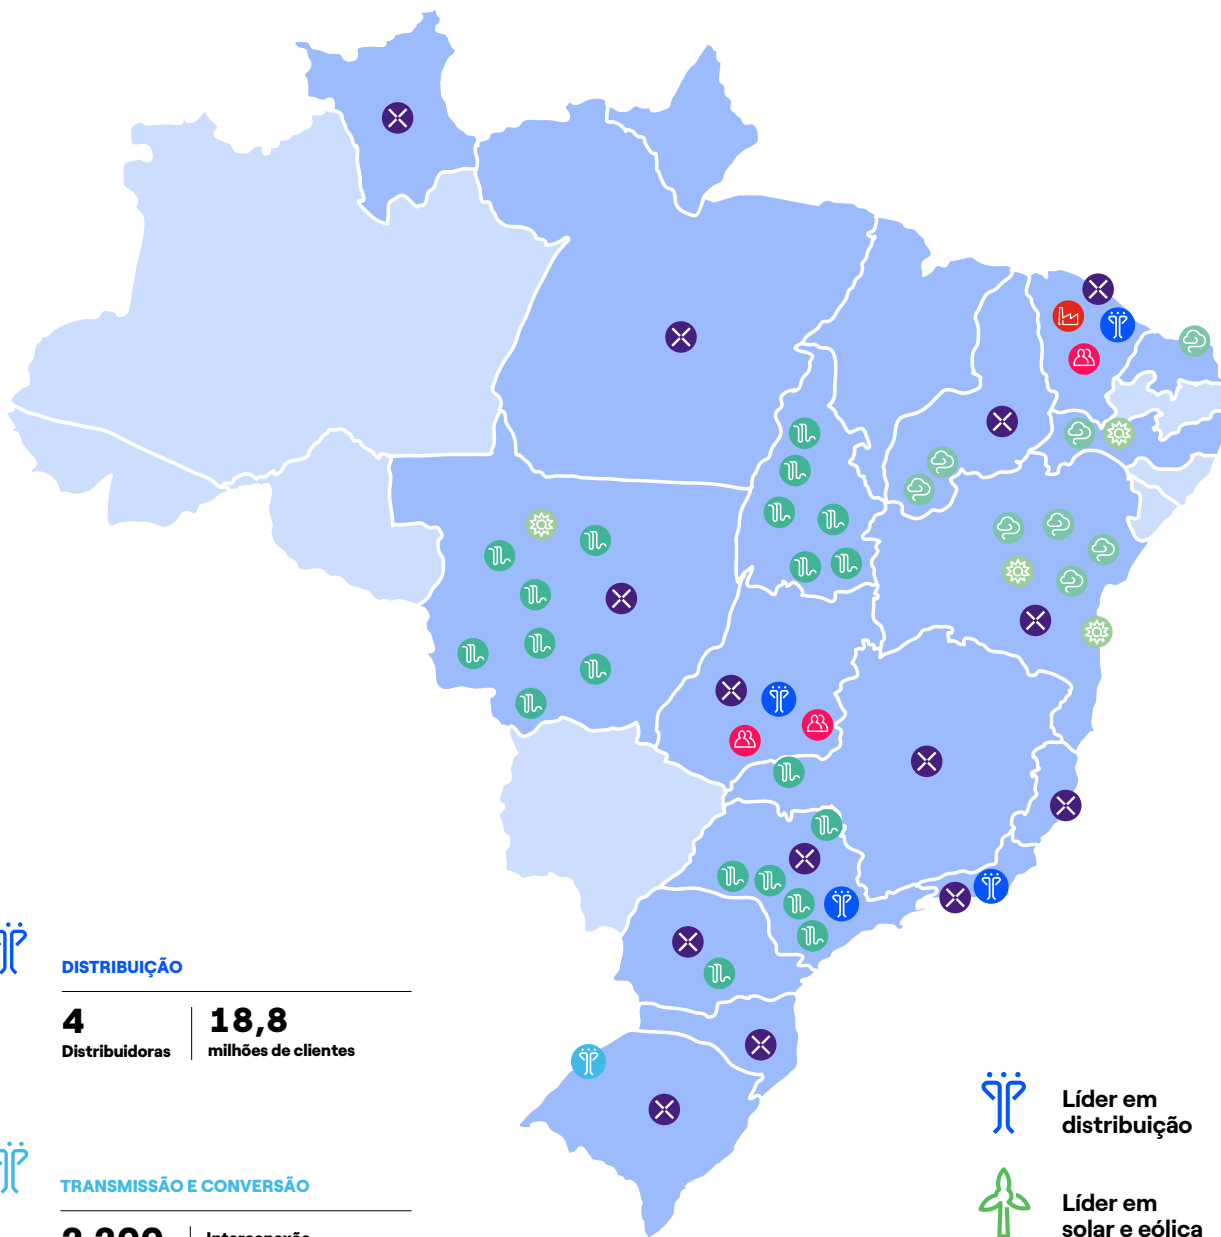 DISTRIBUIÇÃO
4
Distribuidoras
18,8
milhões de clientes
TRANSMISSÃO E CONVERSÃO
Líder em
distribuição
Líder em
solar e eólica